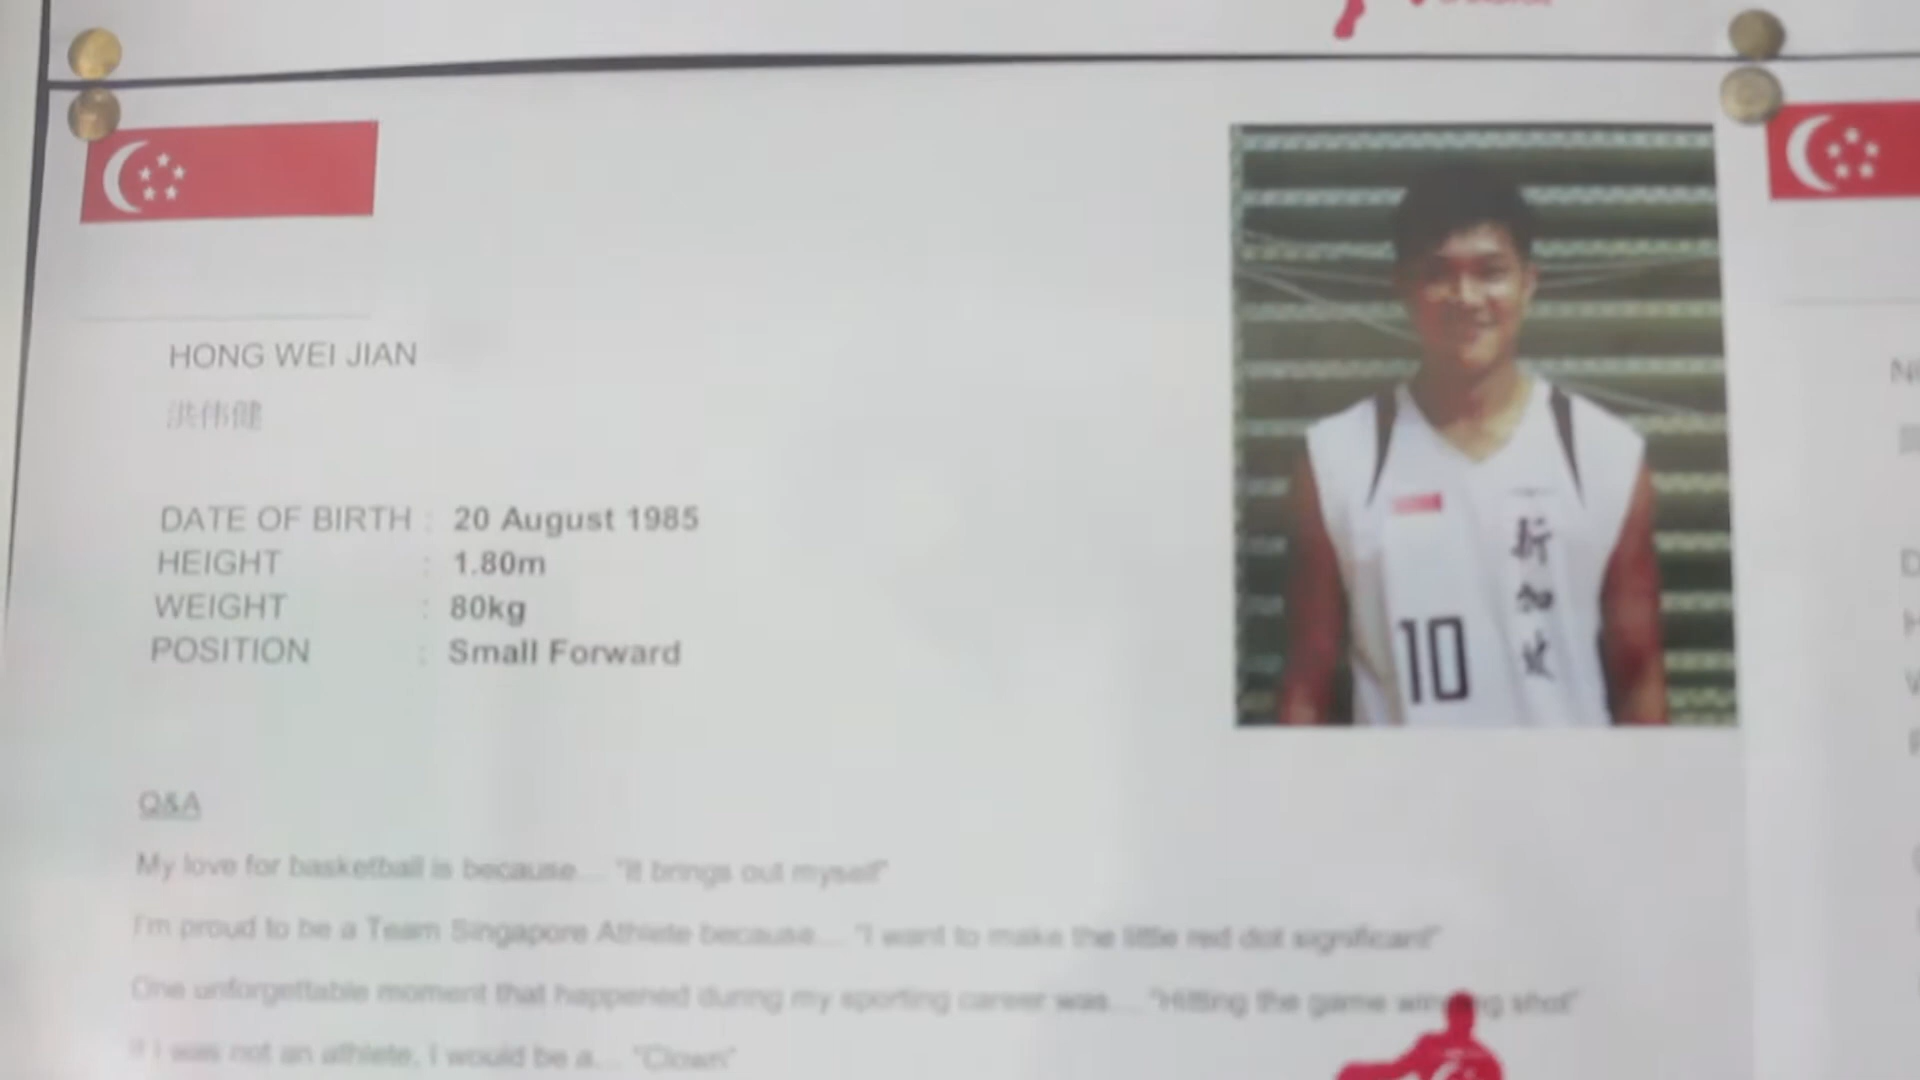 HONG WEI JIAN
洪伟健
DATE OF BIRTH : 20 August 1985
HEIGHT : 1.80m
WEIGHT : 80kg
POSITION : Small Forward
Q&A
My love for basketball is because... "It brings out myself"
I'm proud to be a Team Singapore Athlete because... "I want to make the little red dot significant"
One unforgettable moment that happened during my sporting career was... "Hitting the game winning shot"
If I was not an athlete, I would be a... "Clown"
新加坡
10